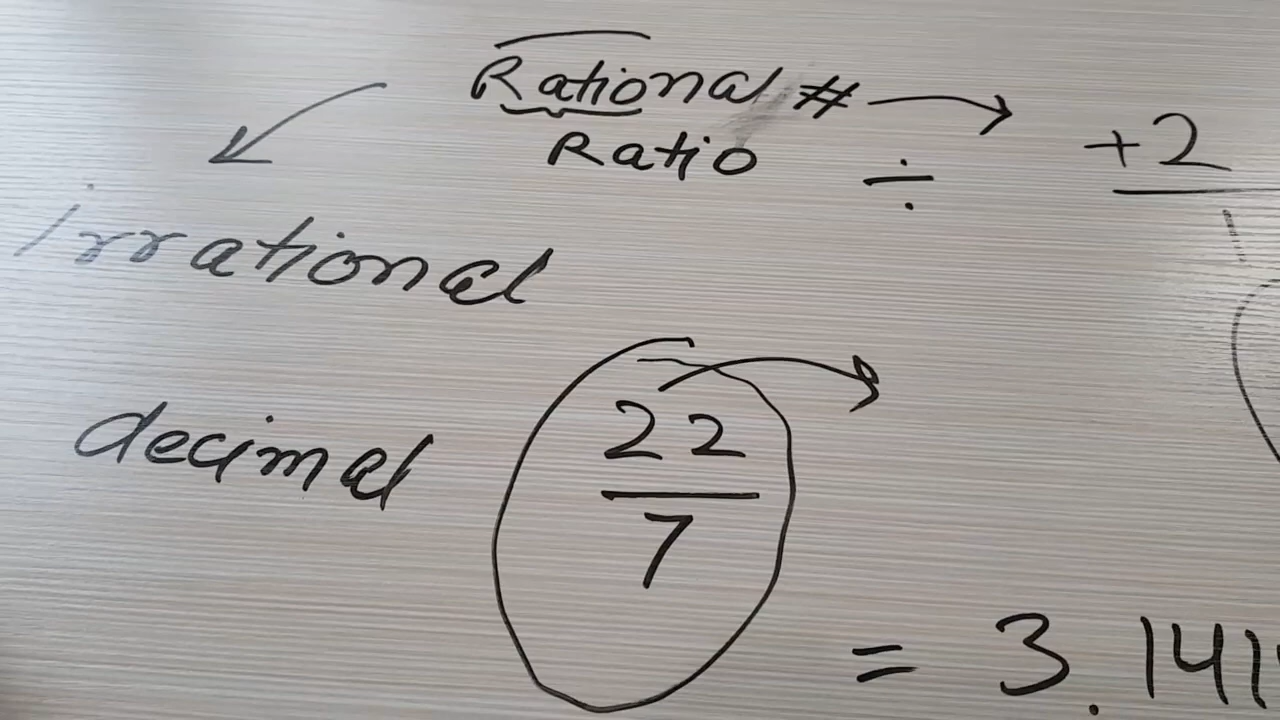 Rational # → +2
Ratio ÷
irrational
decimal 22
7
= 3.141